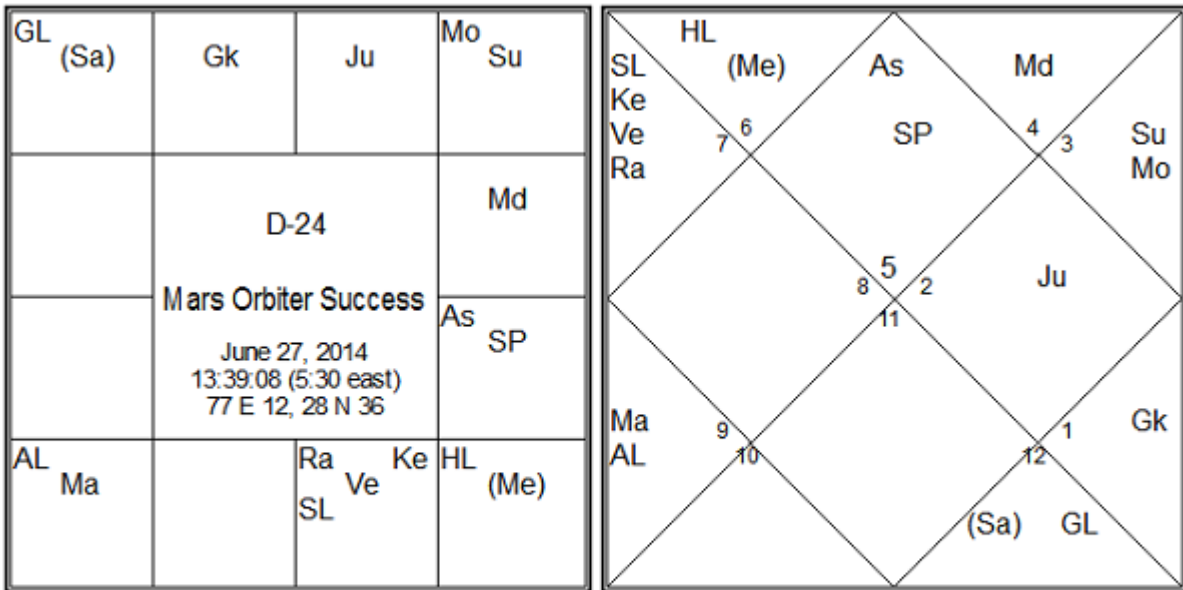 GL (Sa)
Gk
Ju
Mo Su
Md
D-24
Mars Orbiter Success
June 27, 2014
13:39:08 (5:30 east)
77 E 12, 28 N 36
As SP
AL Ma
Ra Ke
Ve
SL
HL (Me)
HL
(Me)
As
Md
SL
Ke
Ve
Ra
SP
Su
Mo
7 6
4 3
5
8 2
11
Ju
Ma
AL
9
10
1
12
Gk
(Sa) GL